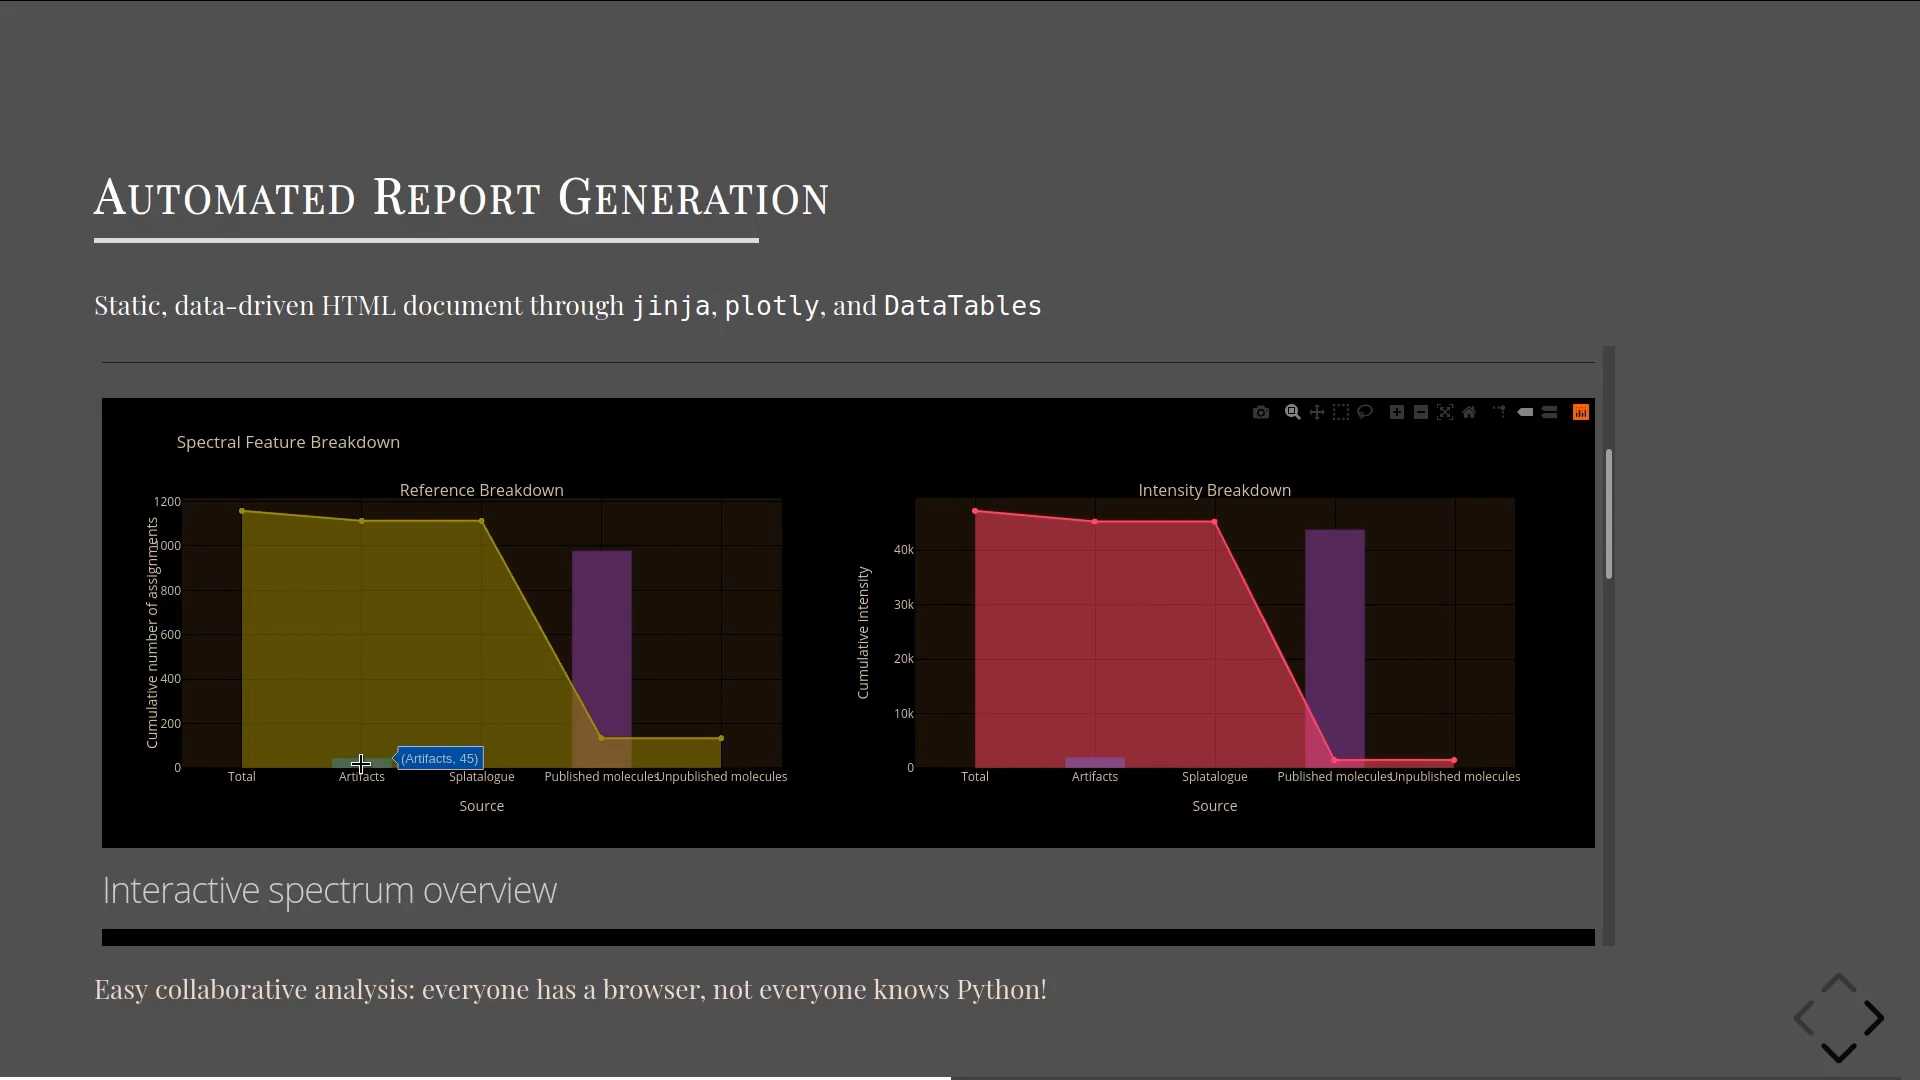 Automated Report Generation
Static, data-driven HTML document through jinja, plotly, and DataTables
Spectral Feature Breakdown
Reference Breakdown
Cumulative number of assignments
1200
1000
800
600
400
200
0
(Artifacts, 45)
Total Artifacts Splatalogue Published molecules Unpublished molecules
Source
Intensity Breakdown
Cumulative intensity
40k
30k
20k
10k
0
Total Artifacts Splatalogue Published molecules Unpublished molecules
Source
Interactive spectrum overview
Easy collaborative analysis: everyone has a browser, not everyone knows Python!